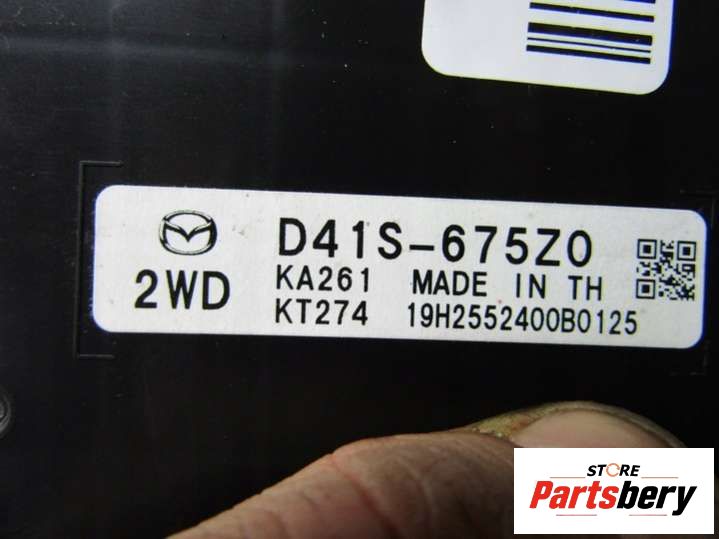 D41S-675Z0
2WD
KA261 MADE IN TH
KT274 19H2552400B0125
STORE
Partsbery